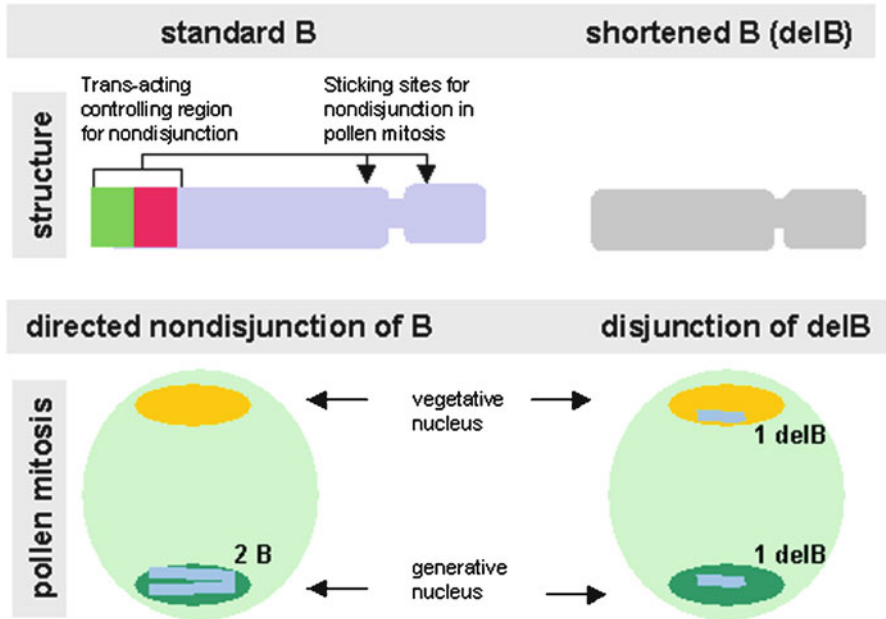 standard B
shortened B (delB)
structure
Trans-acting
controlling region
for nondisjunction
Sticking sites for
nondisjunction in
pollen mitosis
directed nondisjunction of B
disjunction of delB
pollen mitosis
vegetative
nucleus
1 delB
2 B
generative
nucleus
1 delB